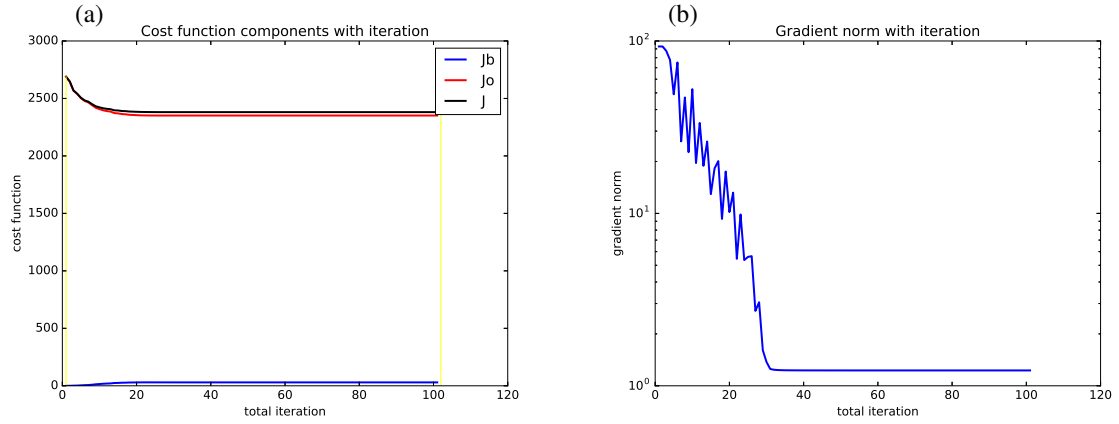 (a)
Cost function components with iteration
3000
2500
2000
1500
1000
500
0
cost function
0 20 40 60 80 100 120
total iteration
Jb
Jo
J
(b)
Gradient norm with iteration
10^2
10^1
10^0
gradient norm
0 20 40 60 80 100 120
total iteration